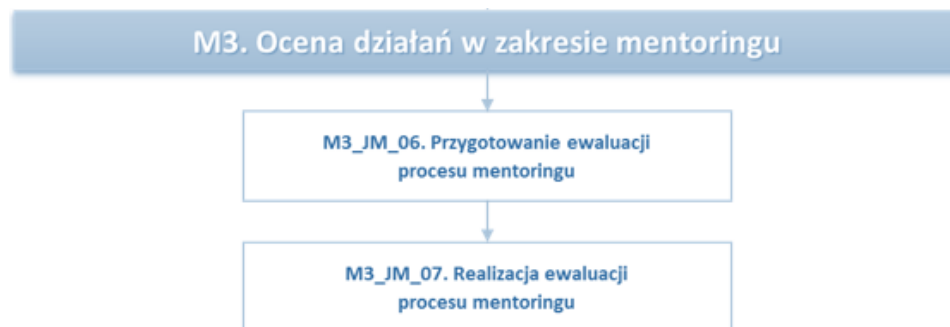 M3. Ocena działań w zakresie mentoringu
M3_JM_06. Przygotowanie ewaluacji
procesu mentoringu
M3_JM_07. Realizacja ewaluacji
procesu mentoringu